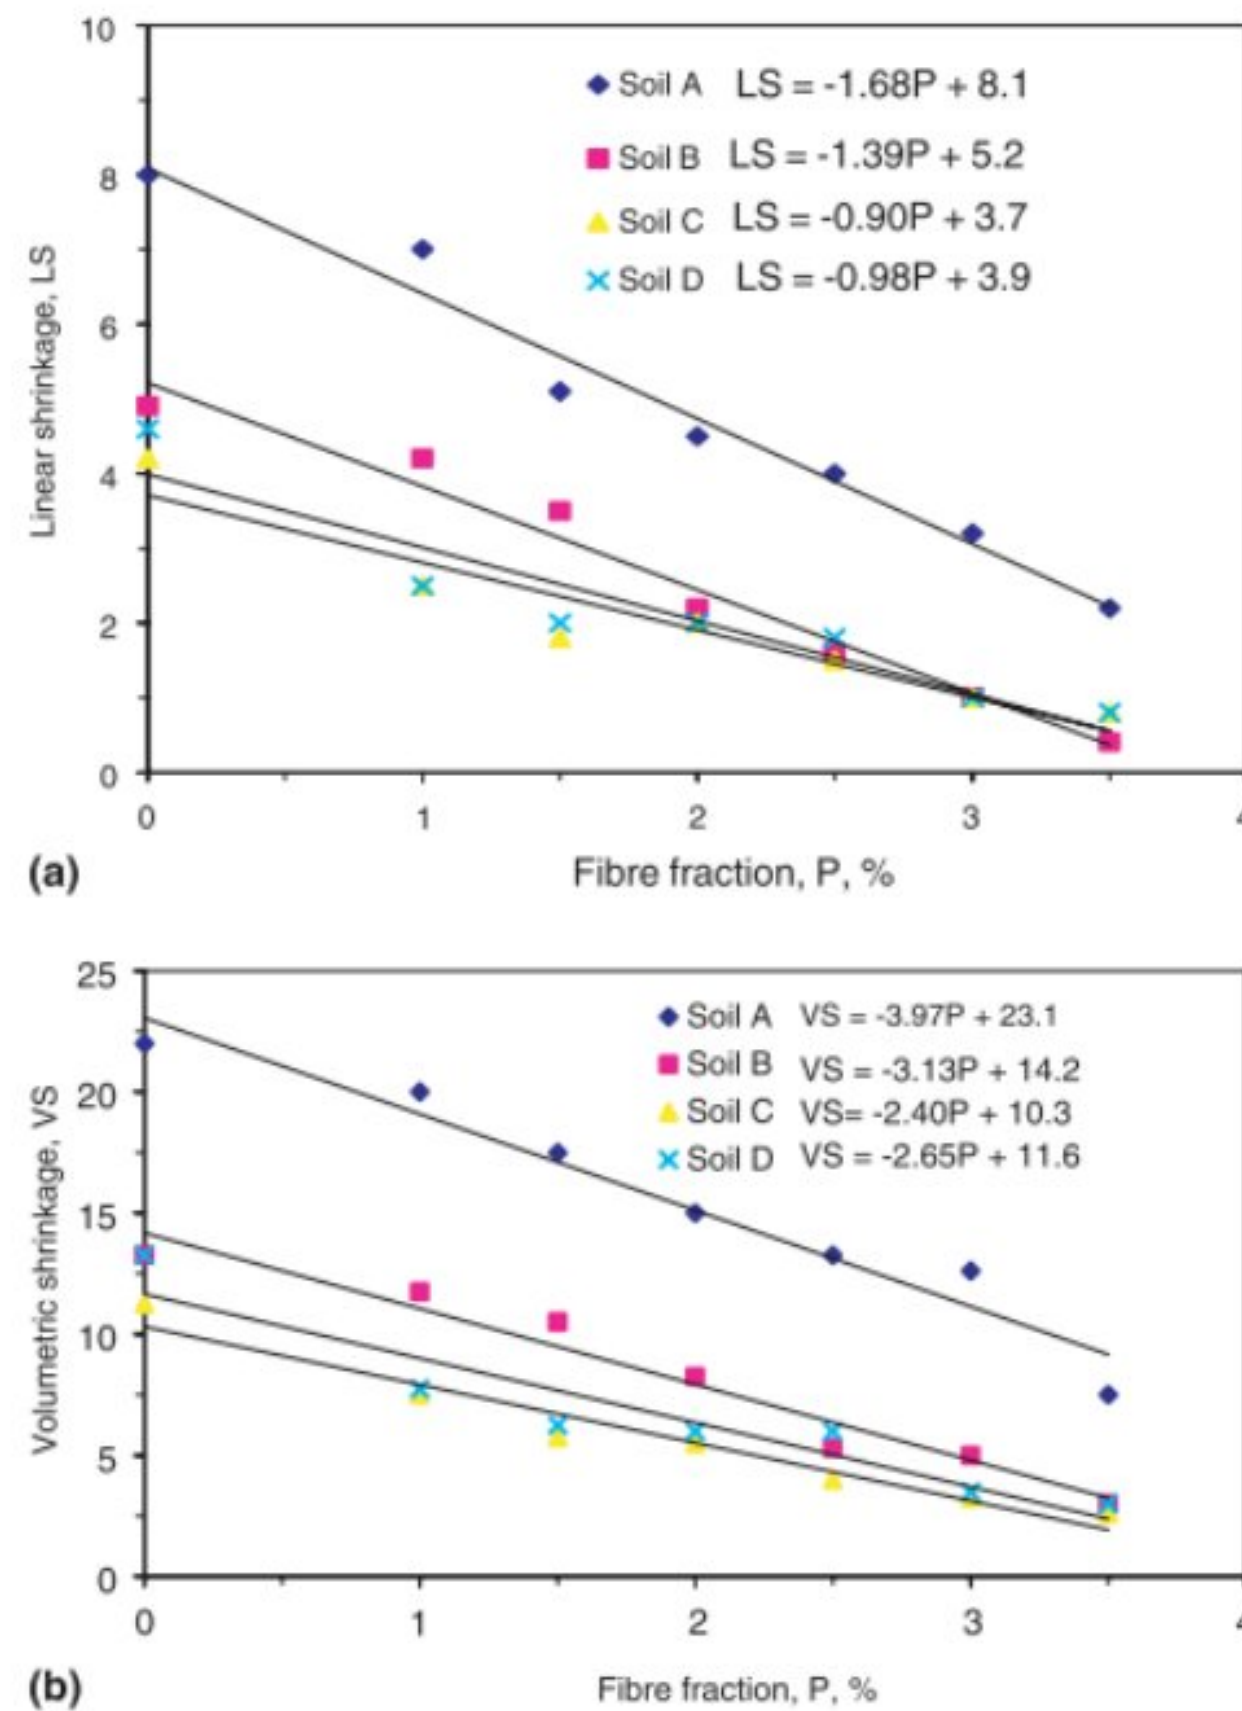 10
8
6
4
2
0
Linear shrinkage, LS
Soil A LS = -1.68P + 8.1
Soil B LS = -1.39P + 5.2
Soil C LS = -0.90P + 3.7
Soil D LS = -0.98P + 3.9
0 1 2 3 4
(a) Fibre fraction, P, %
25
20
15
10
5
0
Volumetric shrinkage, VS
Soil A VS = -3.97P + 23.1
Soil B VS = -3.13P + 14.2
Soil C VS= -2.40P + 10.3
Soil D VS = -2.65P + 11.6
0 1 2 3 4
(b) Fibre fraction, P, %